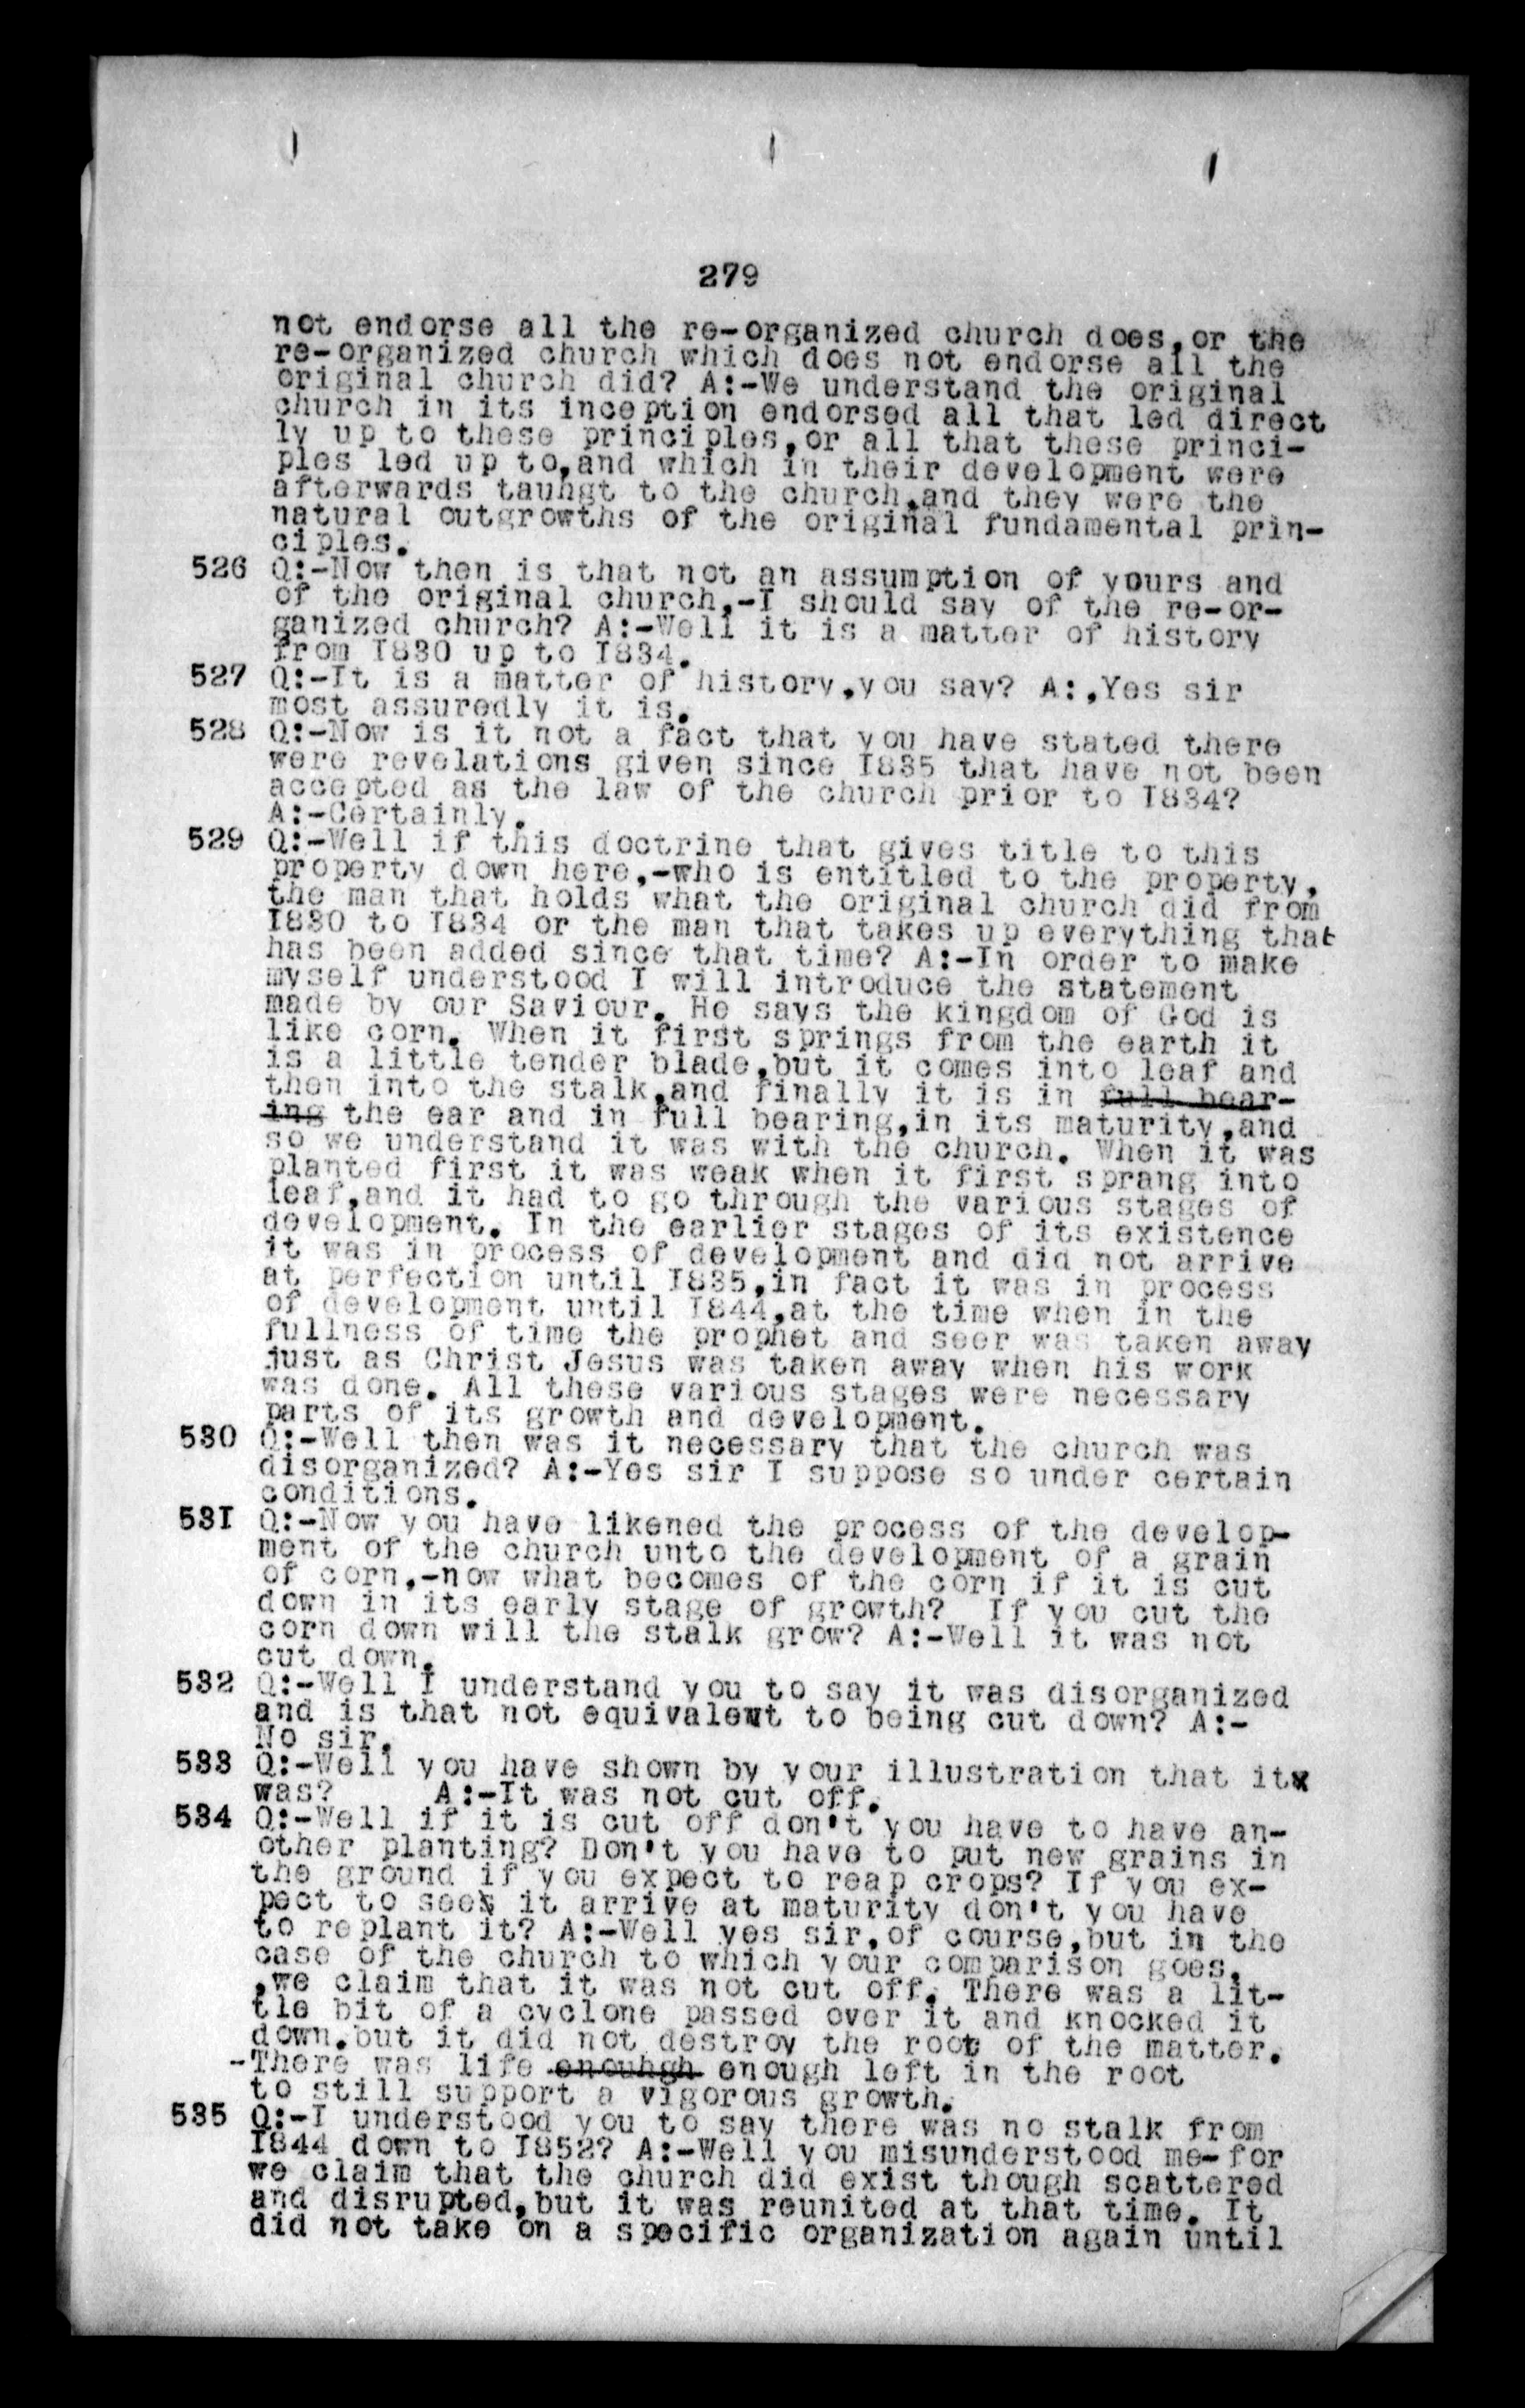 279
not endorse all the re-organized church does,or the
re-organized church which does not endorse all the
original church did? A:-We understand the original
church in its inception endorsed all that led direct
ly up to these principles,or all that these princi-
ples led up to,and which in their development were
afterwards tauhgt to the church,and they were the
natural outgrowths of the original fundamental prin-
ciples.
526 Q:-Now then is that not an assumption of yours and
of the original church,-I should say of the re-or-
ganized church? A:-Well it is a matter of history
from I830 up to I834.
527 Q:-It is a matter of history,you say? A:,Yes sir
most assuredly it is.
528 Q:-Now is it not a fact that you have stated there
were revelations given since I835 that have not been
accepted as the law of the church prior to I834?
A:-Certainly.
529 Q:-Well if this doctrine that gives title to this
property down here,-who is entitled to the property,
the man that holds what the original church did from
I830 to I834 or the man that takes up everything that
has been added since that time? A:-In order to make
myself understood I will introduce the statement
made by our Saviour. He says the kingdom of God is
like corn. When it first springs from the earth it
is a little tender blade,but it comes into leaf and
then into the stalk,and finally it is in full bear-
ing the ear and in full bearing,in its maturity,and
so we understand it was with the church. When it was
planted first it was weak when it first sprang into
leaf,and it had to go through the various stages of
development. In the earlier stages of its existence
it was in process of development and did not arrive
at perfection until I835,in fact it was in process
of development until I844,at the time when in the
fullness of time the prophet and seer was taken away
just as Christ Jesus was taken away when his work
was done. All these various stages were necessary
parts of its growth and development.
530 Q:-Well then was it necessary that the church was
disorganized? A:-Yes sir I suppose so under certain
conditions.
53I Q:-Now you have likened the process of the develop-
ment of the church unto the development of a grain
of corn,-now what becomes of the corn if it is cut
down in its early stage of growth? If you cut the
corn down will the stalk grow? A:-Well it was not
cut down.
532 Q:-Well I understand you to say it was disorganized
and is that not equivalent to being cut down? A:-
No sir.
533 Q:-Well you have shown by your illustration that itx
was? A:-It was not cut off.
534 Q:-Well if it is cut off don't you have to have an-
other planting? Don't you have to put new grains in
the ground if you expect to reap crops? If you ex-
pect to sees it arrive at maturity don't you have
to replant it? A:-Well yes sir,of course,but in the
case of the church to which your comparison goes,
,we claim that it was not cut off. There was a lit-
tle bit of a cyclone passed over it and knocked it
down.but it did not destroy the root of the matter.
-There was life enouhgh enough left in the root
to still support a vigorous growth.
535 Q:-I understood you to say there was no stalk from
I844 down to I852? A:-Well you misunderstood me-for
we claim that the church did exist though scattered
and disrupted,but it was reunited at that time. It
did not take on a specific organization again until